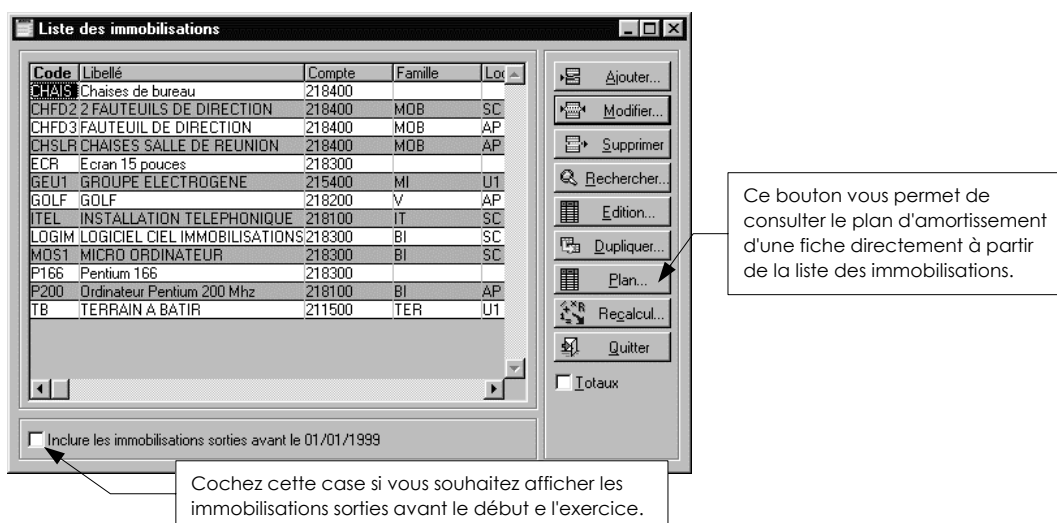 Liste des immobilisations
Code Libellé Compte Famille Loc
CHAIS Chaises de bureau 218400
CHFD2 2 FAUTEUILS DE DIRECTION 218400 MOB SC
CHFD3 FAUTEUIL DE DIRECTION 218400 MOB AP
CHSLR CHAISES SALLE DE REUNION 218400 MOB AP
ECR Ecran 15 pouces 218300
GEU1 GROUPE ELECTROGENE 215400 MI U1
GOLF GOLF 218200 V AP
ITEL INSTALLATION TELEPHONIQUE 218100 IT SC
LOGIM LOGICIEL CIEL IMMOBILISATIONS 218300 BI SC
MOS1 MICRO ORDINATEUR 218300 BI SC
P166 Pentium 166 218300
P200 Ordinateur Pentium 200 Mhz 218100 BI AP
TB TERRAIN A BATIR 211500 TER U1
Ajouter...
Modifier...
Supprimer
Rechercher...
Edition...
Dupliquer...
Plan...
Recalcul...
Quitter
Totaux
Ce bouton vous permet de
consulter le plan d'amortissement
d'une fiche directement à partir
de la liste des immobilisations.
Inclure les immobilisations sorties avant le 01/01/1999
Cochez cette case si vous souhaitez afficher les
immobilisations sorties avant le début e l'exercice.